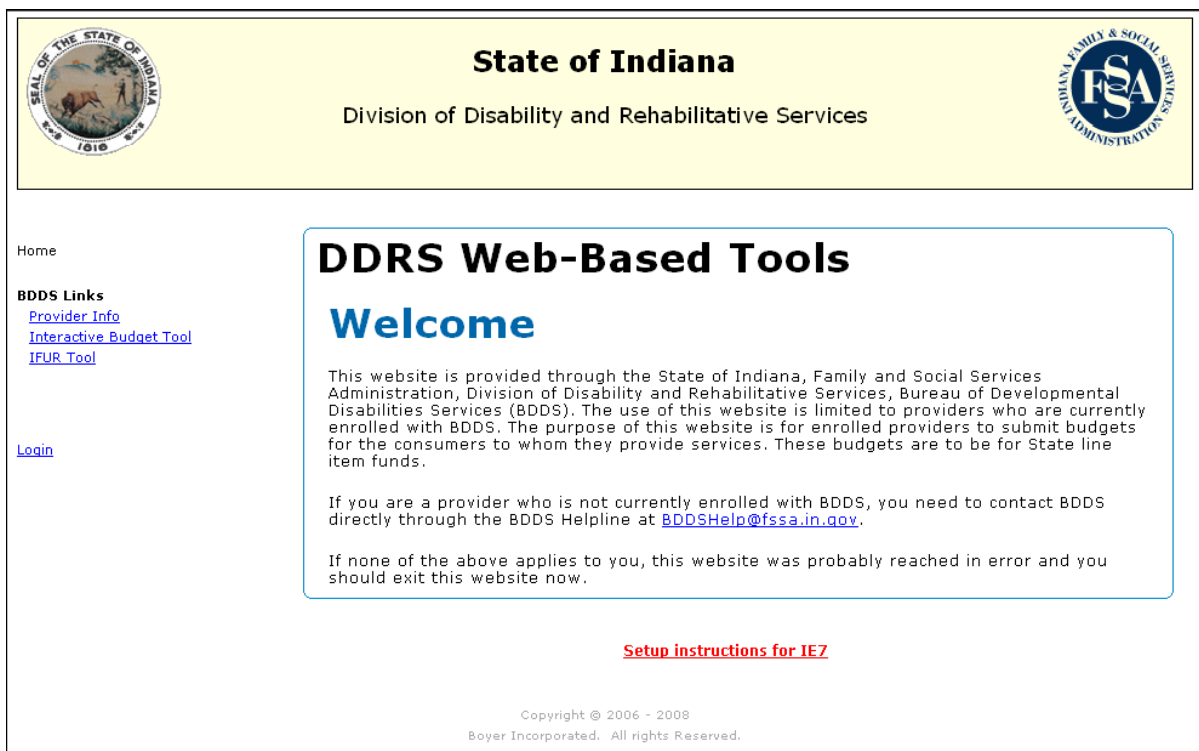 SEAL OF THE STATE OF INDIANA
1816
State of Indiana
Division of Disability and Rehabilitative Services
INDIANA FAMILY & SOCIAL SERVICES ADMINISTRATION
FSSA
Home
BDDS Links
Provider Info
Interactive Budget Tool
IFUR Tool
Login
DDRS Web-Based Tools
Welcome
This website is provided through the State of Indiana, Family and Social Services
Administration, Division of Disability and Rehabilitative Services, Bureau of Developmental
Disabilities Services (BDDS). The use of this website is limited to providers who are currently
enrolled with BDDS. The purpose of this website is for enrolled providers to submit budgets
for the consumers to whom they provide services. These budgets are to be for State line
item funds.
If you are a provider who is not currently enrolled with BDDS, you need to contact BDDS
directly through the BDDS Helpline at BDDSHelp@fssa.in.gov.
If none of the above applies to you, this website was probably reached in error and you
should exit this website now.
Setup instructions for IE7
Copyright © 2006 - 2008
Boyer Incorporated. All rights Reserved.